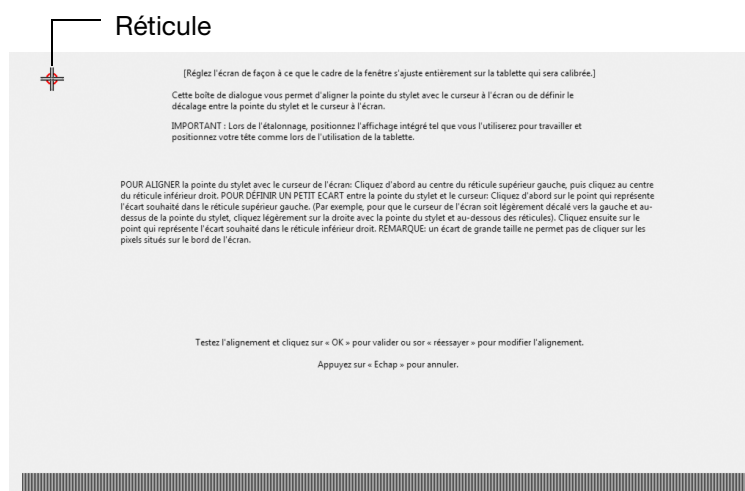 Réticule
[Réglez l'écran de façon à ce que le cadre de la fenêtre s'ajuste entièrement sur la tablette qui sera calibrée.]
Cette boîte de dialogue vous permet d'aligner la pointe du stylet avec le curseur à l'écran ou de définir le
décalage entre la pointe du stylet et le curseur à l'écran.
IMPORTANT : Lors de l'étalonnage, positionnez l'affichage intégré tel que vous l'utiliserez pour travailler et
positionnez votre tête comme lors de l'utilisation de la tablette.
POUR ALIGNER la pointe du stylet avec le curseur de l'écran: Cliquez d'abord au centre du réticule supérieur gauche, puis cliquez au centre
du réticule inférieur droit. POUR DÉFINIR UN PETIT ECART entre la pointe du stylet et le curseur: Cliquez d'abord sur le point qui représente
l'écart souhaité dans le réticule supérieur gauche. (Par exemple, pour que le curseur de l'écran soit légèrement décalé vers la gauche et au-
dessus de la pointe du stylet, cliquez légèrement sur la droite avec la pointe du stylet et au-dessous des réticules). Cliquez ensuite sur le
point qui représente l'écart souhaité dans le réticule inférieur droit. REMARQUE: un écart de grande taille ne permet pas de cliquer sur les
pixels situés sur le bord de l'écran.
Testez l'alignement et cliquez sur « OK » pour valider ou sor « réessayer » pour modifier l'alignement.
Appuyez sur « Echap » pour annuler.